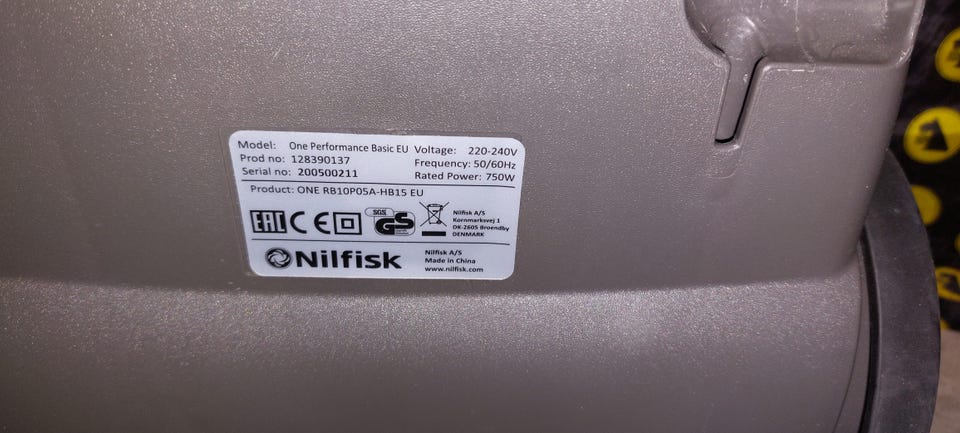 Model: One Performance Basic EU Voltage: 220-240V
Prod no: 128390137 Frequency: 50/60Hz
Serial no: 200500211 Rated Power: 750W
Product: ONE RB10P05A-HB15 EU
EAC CE SGS GS
Nilfisk A/S
Kornmarksvej 1
DK-2605 Broendby
DENMARK
Nilfisk
Nilfisk A/S
Made in China
www.nilfisk.com